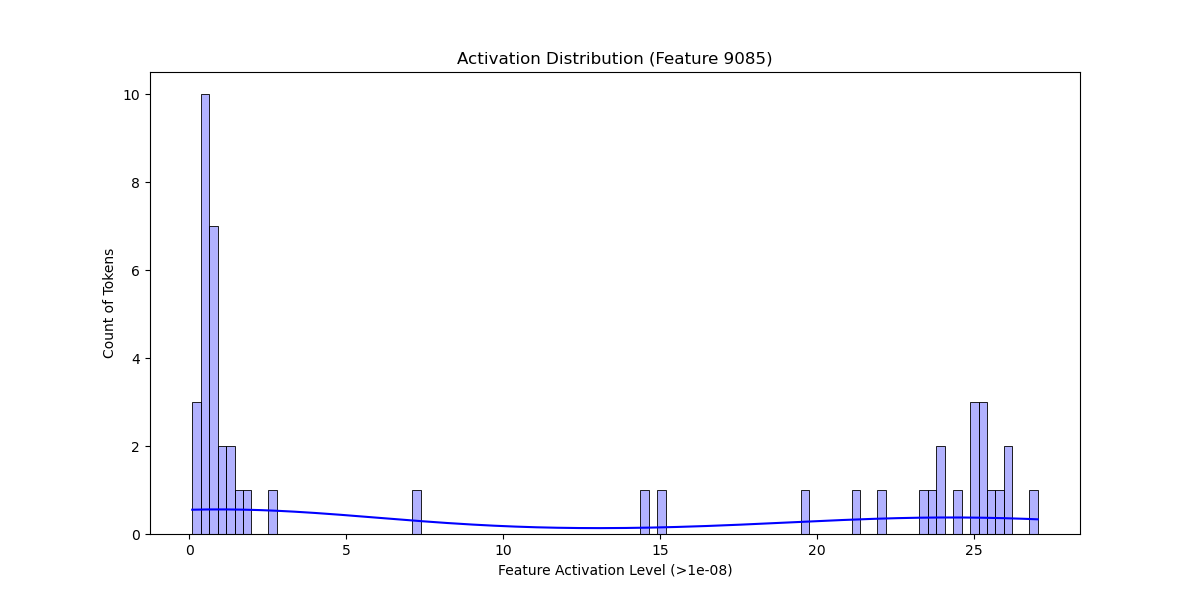 Activation Distribution (Feature 9085)
10
8
6
4
2
0
Count of Tokens
0 5 10 15 20 25
Feature Activation Level (>1e-08)